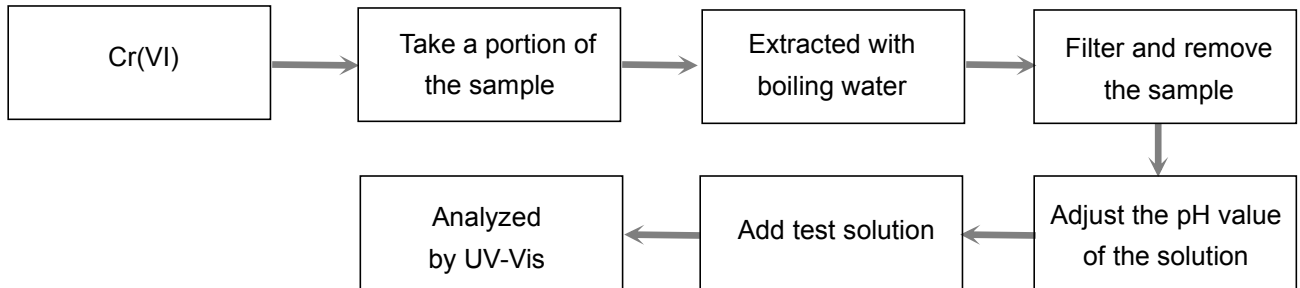 Cr(VI)
Take a portion of
the sample
Extracted with
boiling water
Filter and remove
the sample
Adjust the pH value
of the solution
Add test solution
Analyzed
by UV-Vis